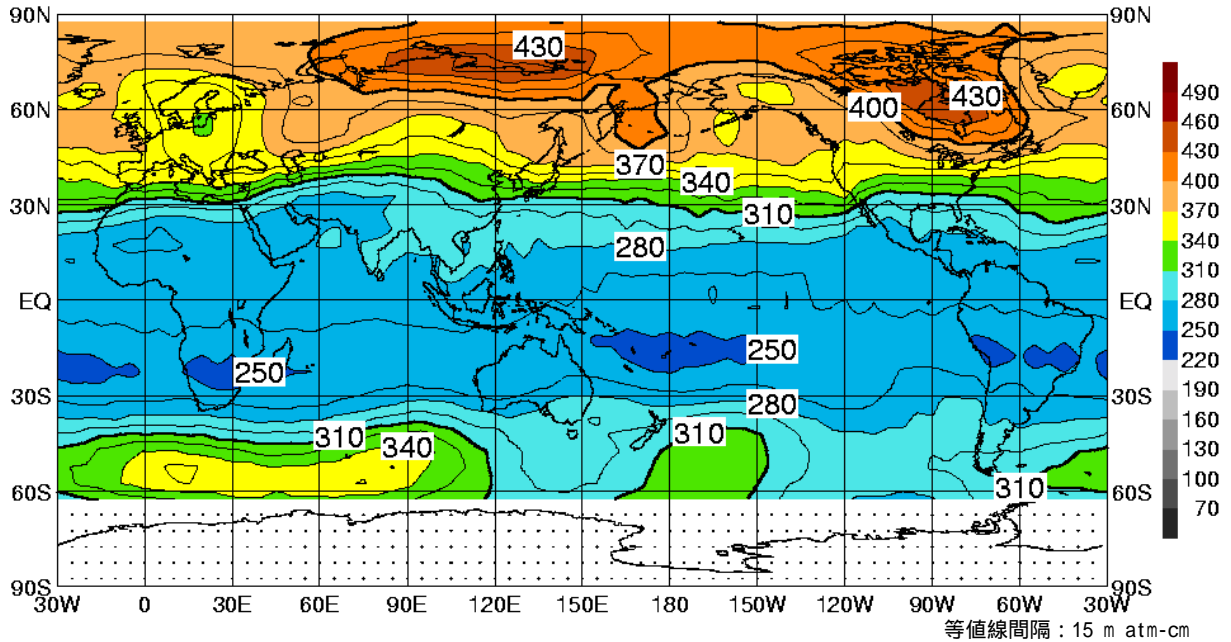 90N 90N
430
490
60N 400 430 60N 460
430
370 400
340 370
30N 310 30N 340
280 310
EQ EQ 280
250
250 250 220
190
30S 280 30S 160
310 340 310 130
100
60S 310 60S 70
90S 90S
30W 0 30E 60E 90E 120E 150E 180 150W 120W 90W 60W 30W
等値線間隔：15 m atm-cm